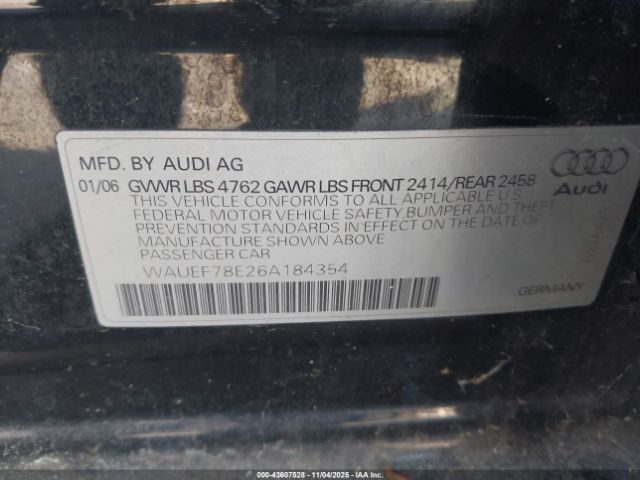 MFD. BY AUDI AG
01/06 GVWR LBS 4762 GAWR LBS FRONT 2414/REAR 2458
THIS VEHICLE CONFORMS TO ALL APPLICABLE U.S
FEDERAL MOTOR VEHICLE SAFETY, BUMPER AND THEFT
PREVENTION STANDARDS IN EFFECT ON THE DATE OF
MANUFACTURE SHOWN ABOVE
PASSENGER CAR
WAUEF78E26A184354
Audi
GERMANY
000-43607528 - 11/04/2025 - iaai.com